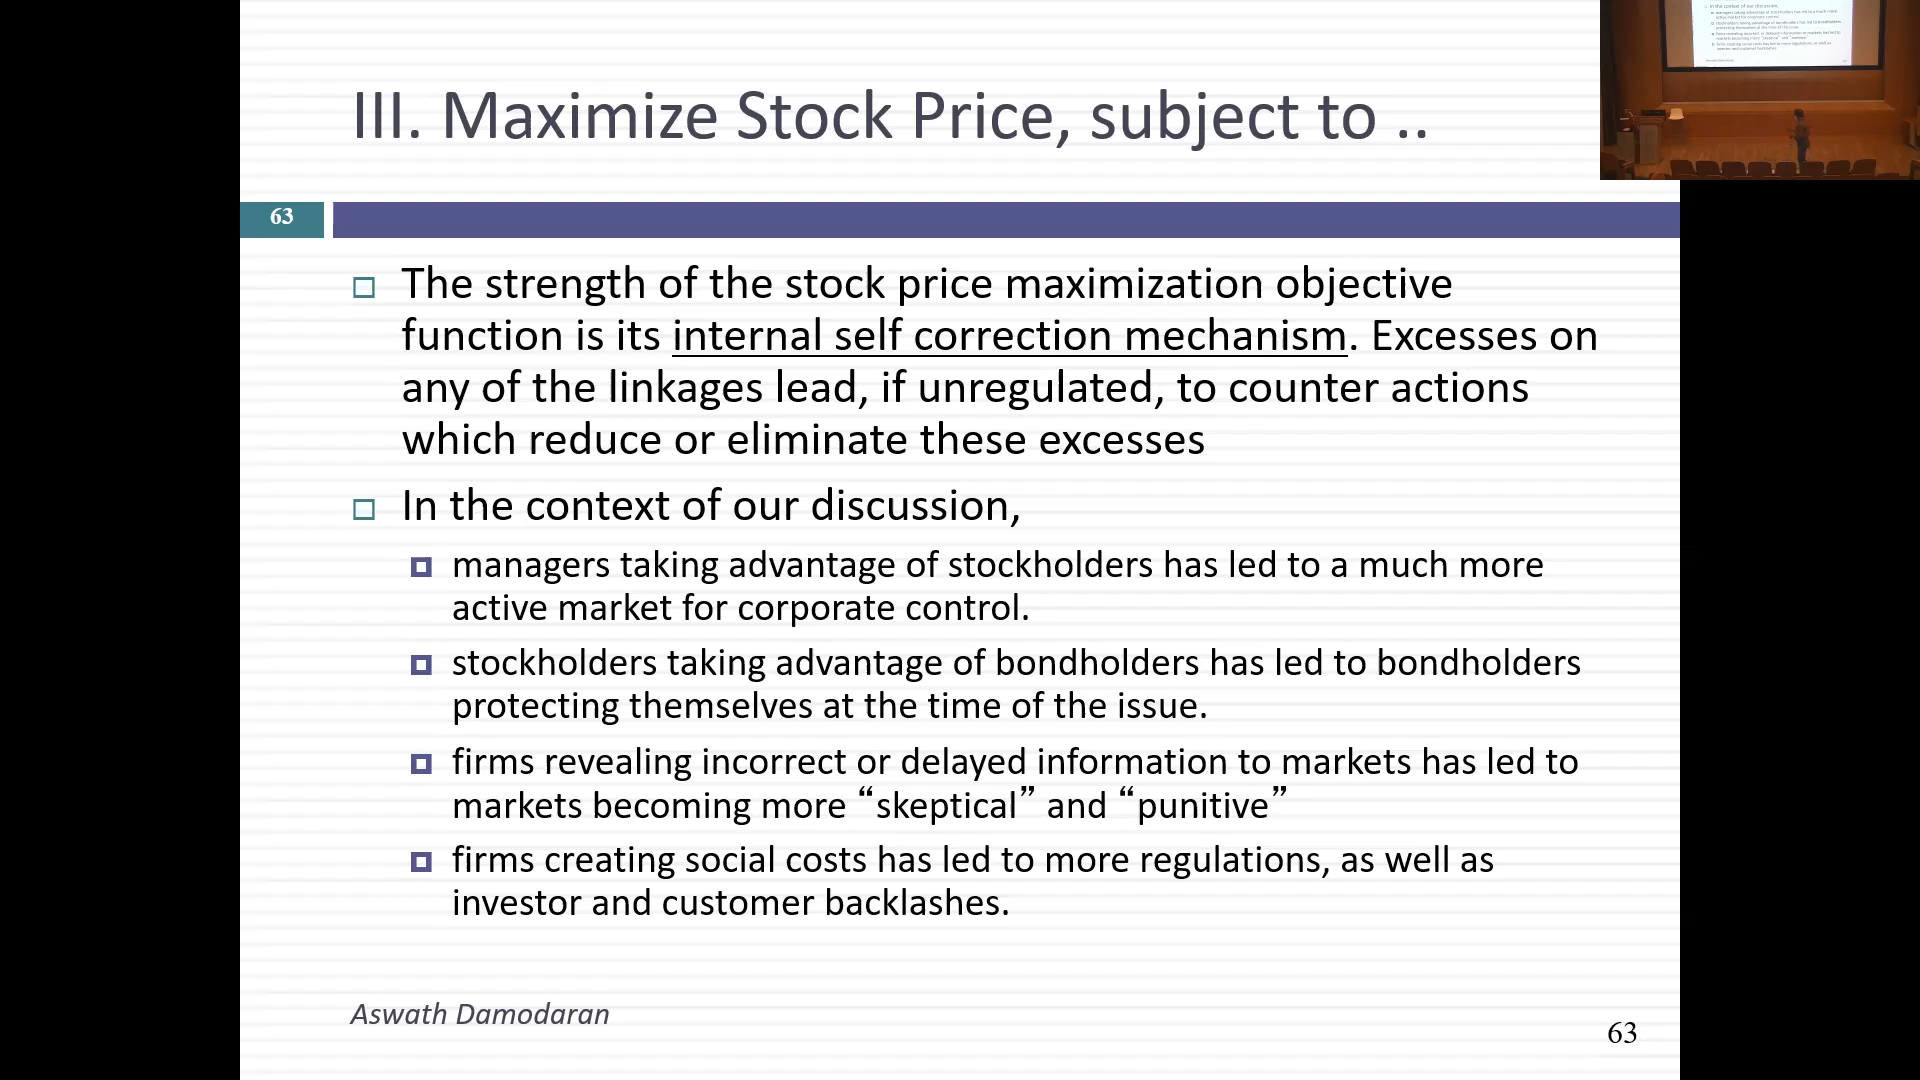 III. Maximize Stock Price, subject to ..
63
The strength of the stock price maximization objective
function is its internal self correction mechanism. Excesses on
any of the linkages lead, if unregulated, to counter actions
which reduce or eliminate these excesses
In the context of our discussion,
managers taking advantage of stockholders has led to a much more
active market for corporate control.
stockholders taking advantage of bondholders has led to bondholders
protecting themselves at the time of the issue.
firms revealing incorrect or delayed information to markets has led to
markets becoming more “skeptical” and “punitive”
firms creating social costs has led to more regulations, as well as
investor and customer backlashes.
Aswath Damodaran
63